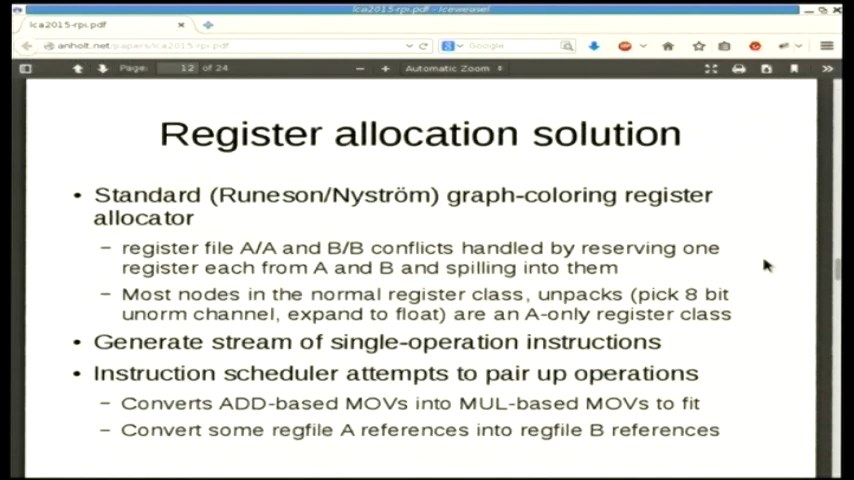 lca2015-rpi.pdf - Iceweasel
lca2015-rpi.pdf
anholt.net/papers/lca2015-rpi.pdf
Google
Page: 12 of 24
Automatic Zoom
Register allocation solution
• Standard (Runeson/Nyström) graph-coloring register
allocator
– register file A/A and B/B conflicts handled by reserving one
register each from A and B and spilling into them
– Most nodes in the normal register class, unpacks (pick 8 bit
unorm channel, expand to float) are an A-only register class
• Generate stream of single-operation instructions
• Instruction scheduler attempts to pair up operations
– Converts ADD-based MOVs into MUL-based MOVs to fit
– Convert some regfile A references into regfile B references